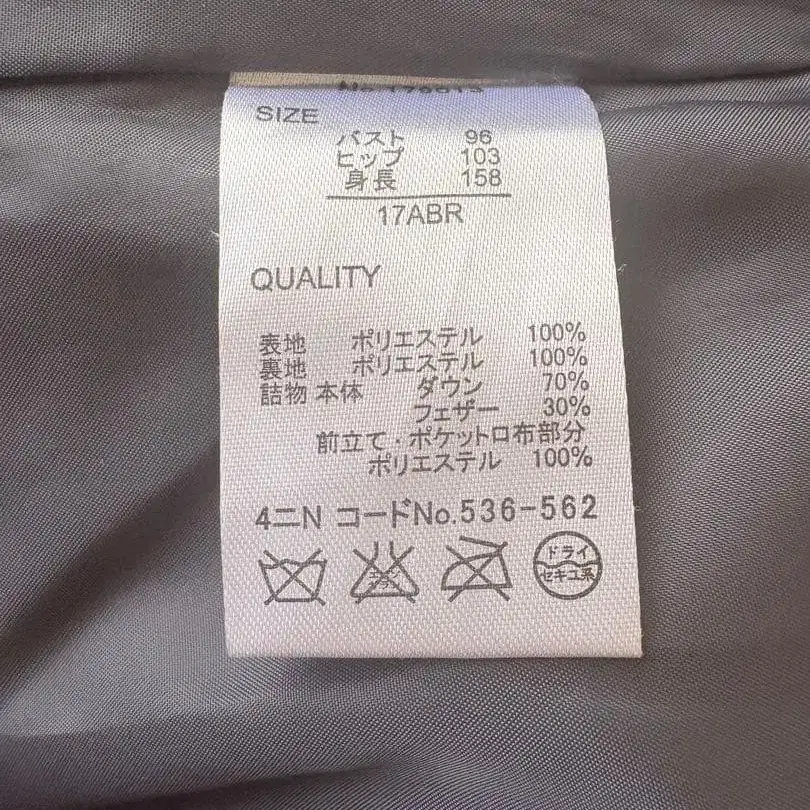 SIZE
バスト 96
ヒップ 103
身長 158
17ABR
QUALITY
表地 ポリエステル 100%
裏地 ポリエステル 100%
詰物 本体 ダウン 70%
フェザー 30%
前立て・ポケット口布部分
ポリエステル 100%
4ニN コードNo.536-562
ドライ
セキユ系